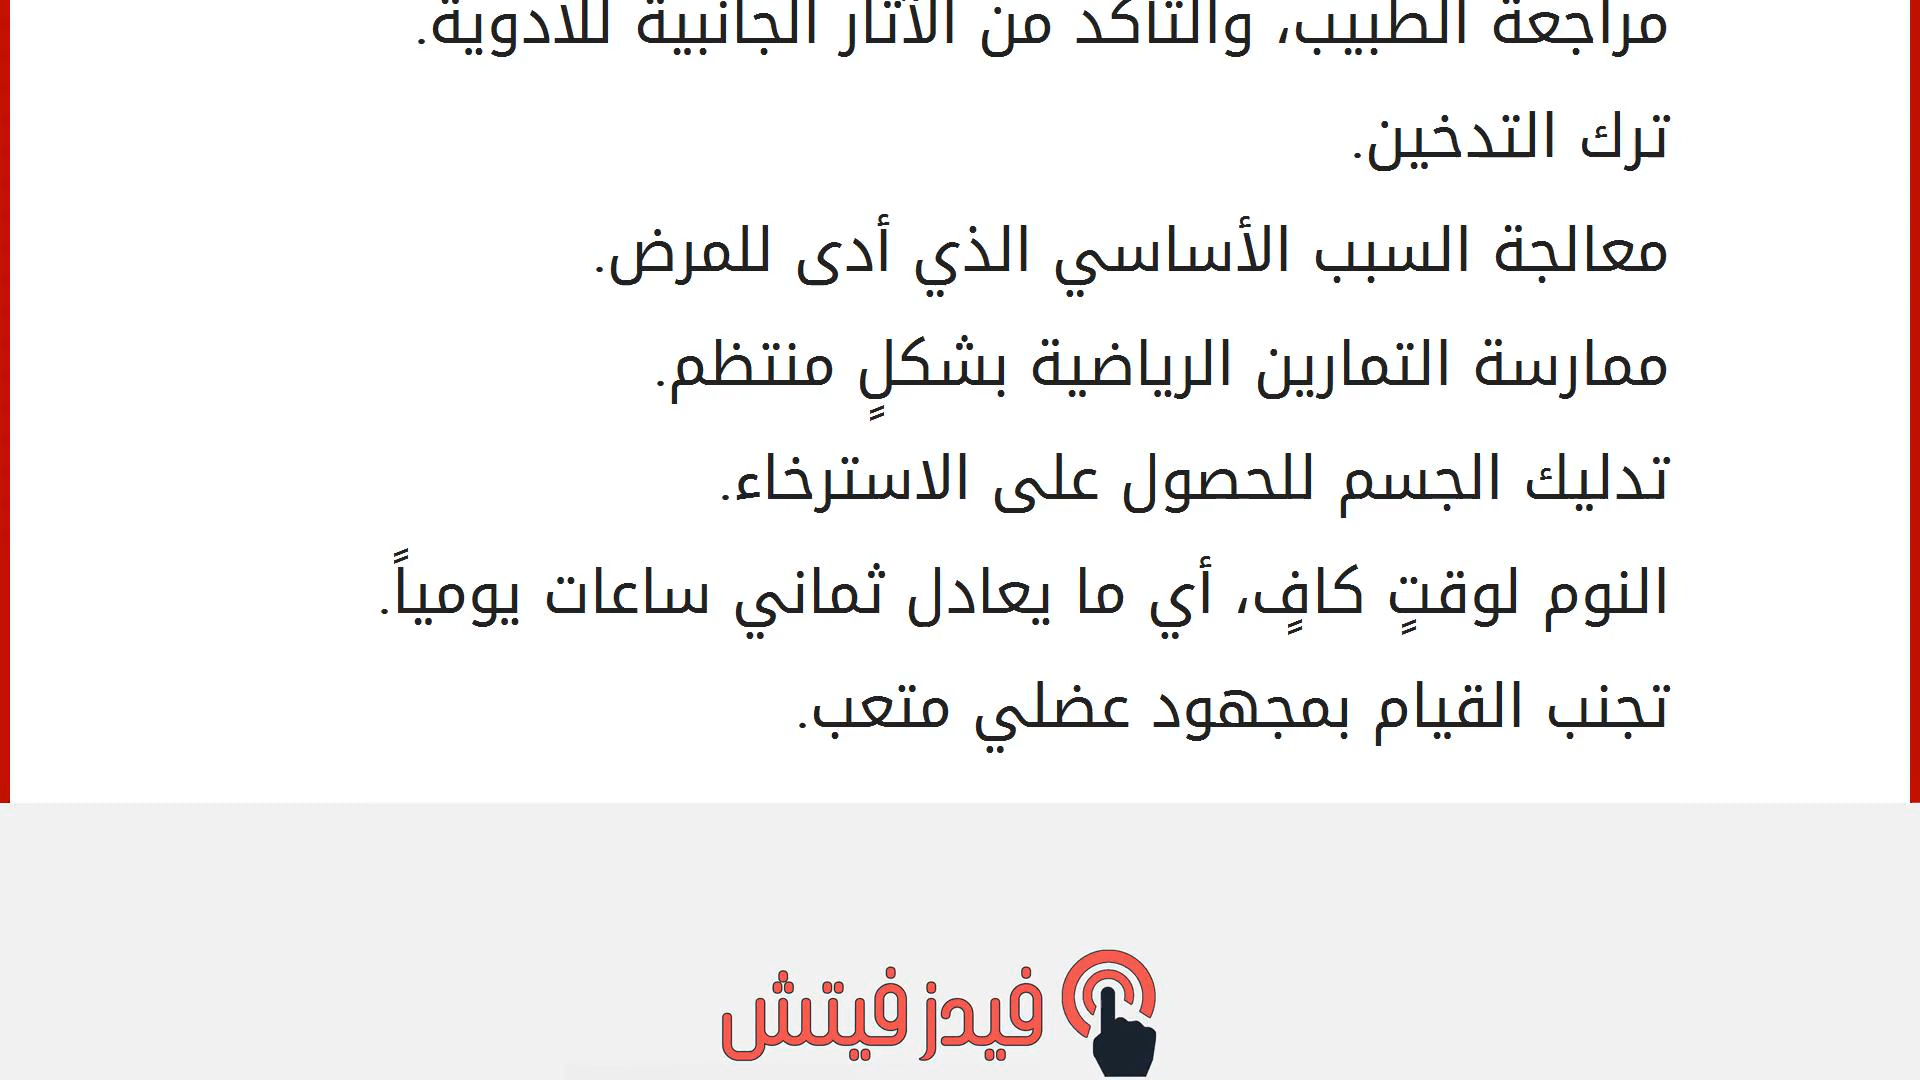 مراجعة الطبيب، والتأكد من الآثار الجانبية للأدوية.
ترك التدخين.
معالجة السبب الأساسي الذي أدى للمرض.
ممارسة التمارين الرياضية بشكلٍ منتظم.
تدليك الجسم للحصول على الاسترخاء.
النوم لوقتٍ كافٍ، أي ما يعادل ثماني ساعات يومياً.
تجنب القيام بمجهود عضلي متعب.
فيدز فيتش